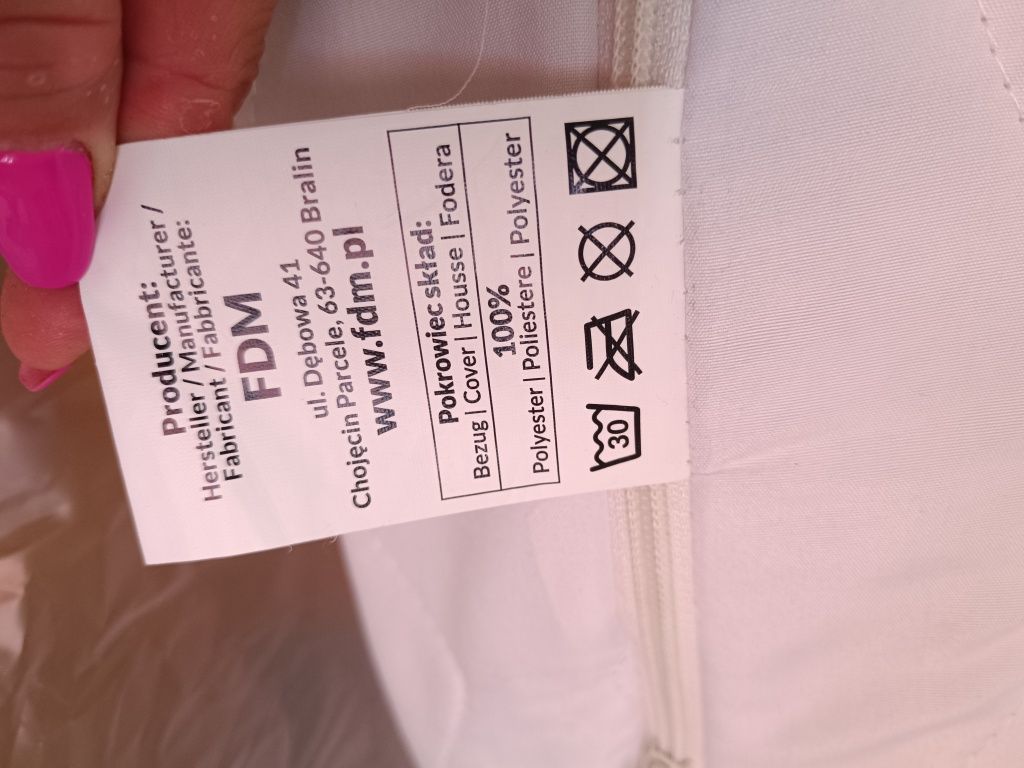 Producent:
Hersteller / Manufacturer /
Fabricant / Fabbricante:
FDM
ul. Dębowa 41
Chojęcin Parcele, 63-640 Bralin
www.fdm.pl
Pokrowiec skład:
Bezug | Cover | Housse | Fodera
100%
Polyester | Poliestere | Polyester
30